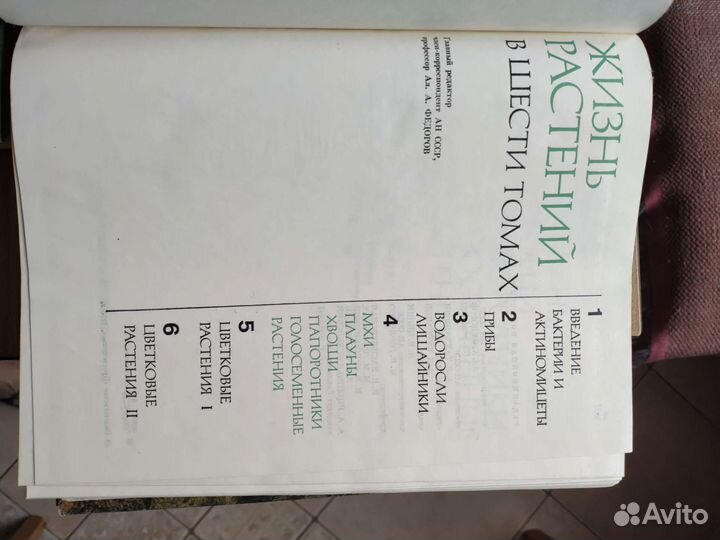 ЖИЗНЬ
РАСТЕНИЙ
В ШЕСТИ ТОМАХ
Главный редактор
член-корреспондент АН СССР,
профессор Ал. А. ФЕДОРОВ
1
ВВЕДЕНИЕ
БАКТЕРИИ И
АКТИНОМИЦЕТЫ
2
ГРИБЫ
3
ВОДОРОСЛИ
ЛИШАЙНИКИ
4
МХИ
ПЛАУНЫ
ХВОЩИ
ПАПОРОТНИКИ
ГОЛОСЕМЕННЫЕ
РАСТЕНИЯ
5
ЦВЕТКОВЫЕ
РАСТЕНИЯ I
6
ЦВЕТКОВЫЕ
РАСТЕНИЯ II
Avito